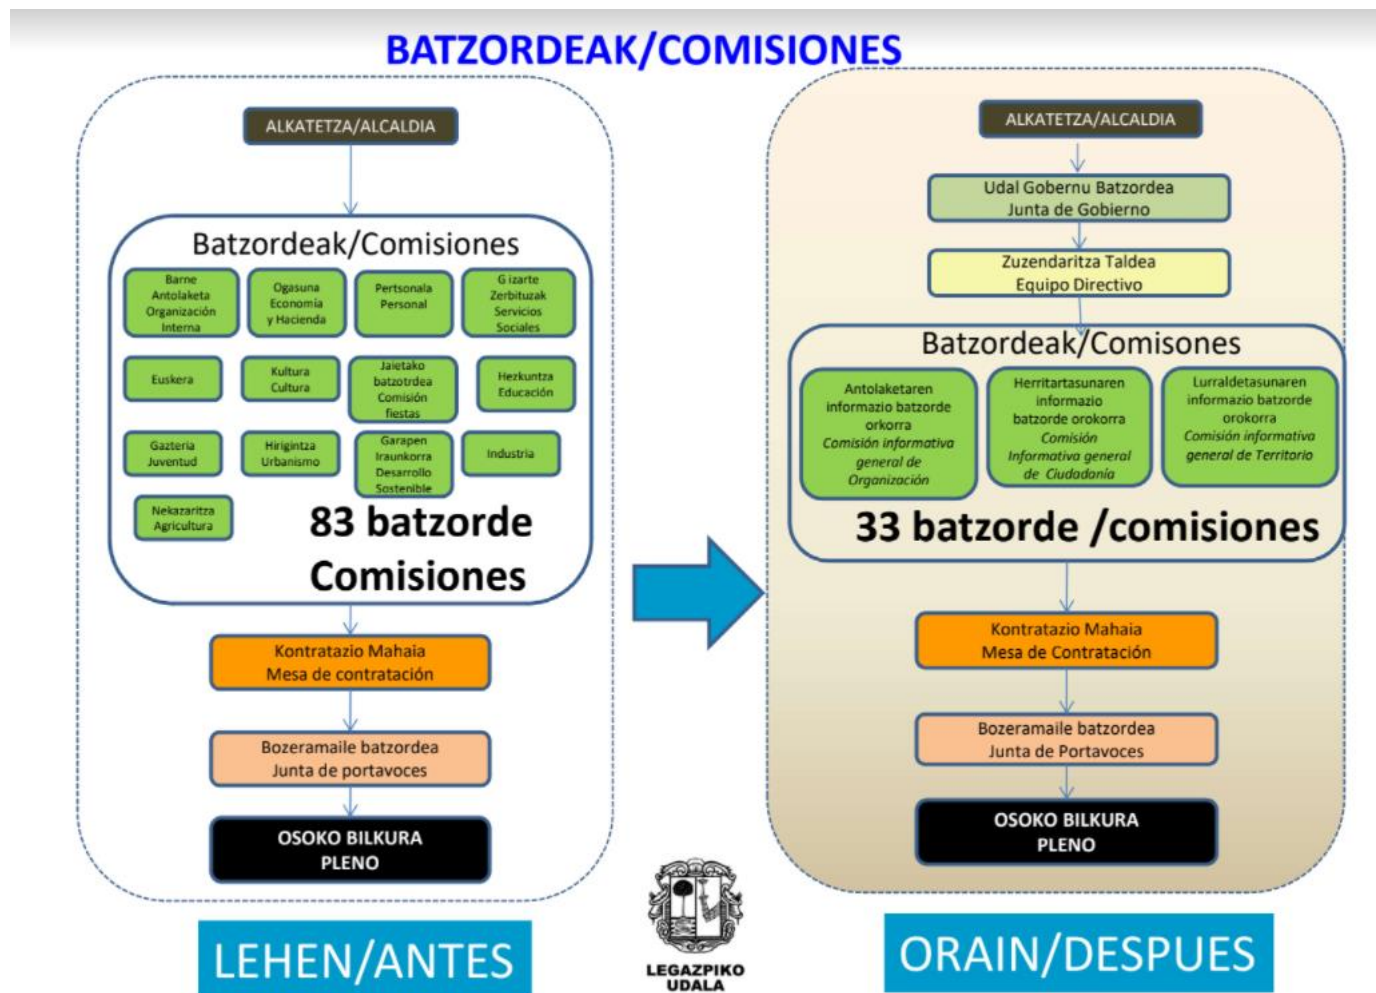 BATZORDEAK/COMISIONES
ALKATETZA/ALCALDIA
Batzordeak/Comisiones
Barne
Antolaketa
Organización
Interna
Ogasuna
Economía
y Hacienda
Pertsonala
Personal
G izarte
Zerbituzak
Servicios
Sociales
Euskera
Kultura
Cultura
Jaietako
batzotrdea
Comisión
fiestas
Hezkuntza
Educación
Gazteria
Juventud
Hirigintza
Urbanismo
Garapen
Iraunkorra
Desarrollo
Sostenible
Industria
Nekazaritza
Agricultura
83 batzorde
Comisiones
Kontratazio Mahaia
Mesa de contratación
Bozeramaile batzordea
Junta de portavoces
OSOKO BILKURA
PLENO
LEHEN/ANTES
ALKATETZA/ALCALDIA
Udal Gobernu Batzordea
Junta de Gobierno
Zuzendaritza Taldea
Equipo Directivo
Batzordeak/Comisones
Antolaketaren
informazio batzorde
orkorra
Comisión informativa
general de
Organización
Herritartasunaren
informazio
batzorde orokorra
Comisión
Informativa general
de Ciudadanía
Lurraldetasunaren
informazio batzorde
orokorra
Comisión informativa
general de Territorio
33 batzorde /comisiones
Kontratazio Mahaia
Mesa de Contratación
Bozeramaile batzordea
Junta de Portavoces
OSOKO BILKURA
PLENO
ORAIN/DESPUES
LEGAZPIKO
UDALA